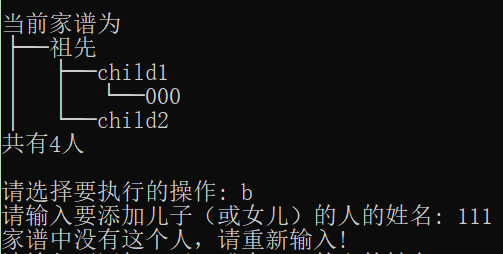 当前家谱为
祖先
child1
000
child2
共有4人
请选择要执行的操作: b
请输入要添加儿子（或女儿）的人的姓名: 111
家谱中没有这个人，请重新输入!